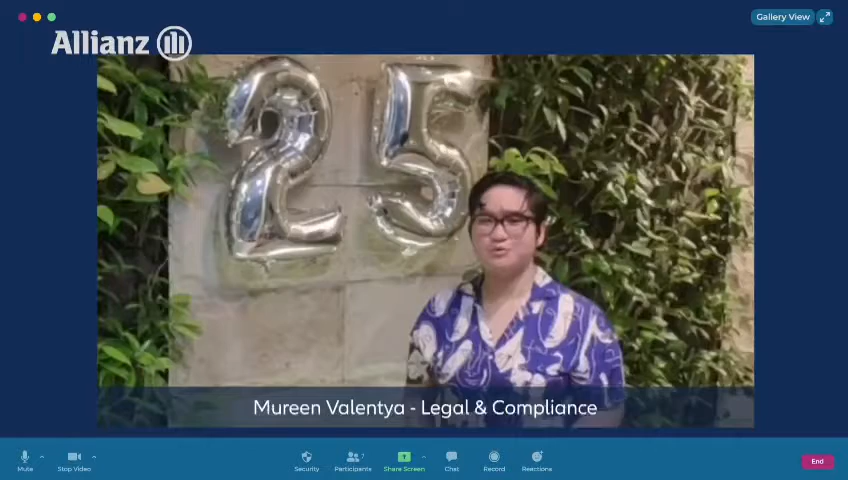 Gallery View
Allianz
25
Mureen Valentya - Legal & Compliance
Mute
Stop Video
Security
Participants
Share Screen
Chat
Record
Reactions
End